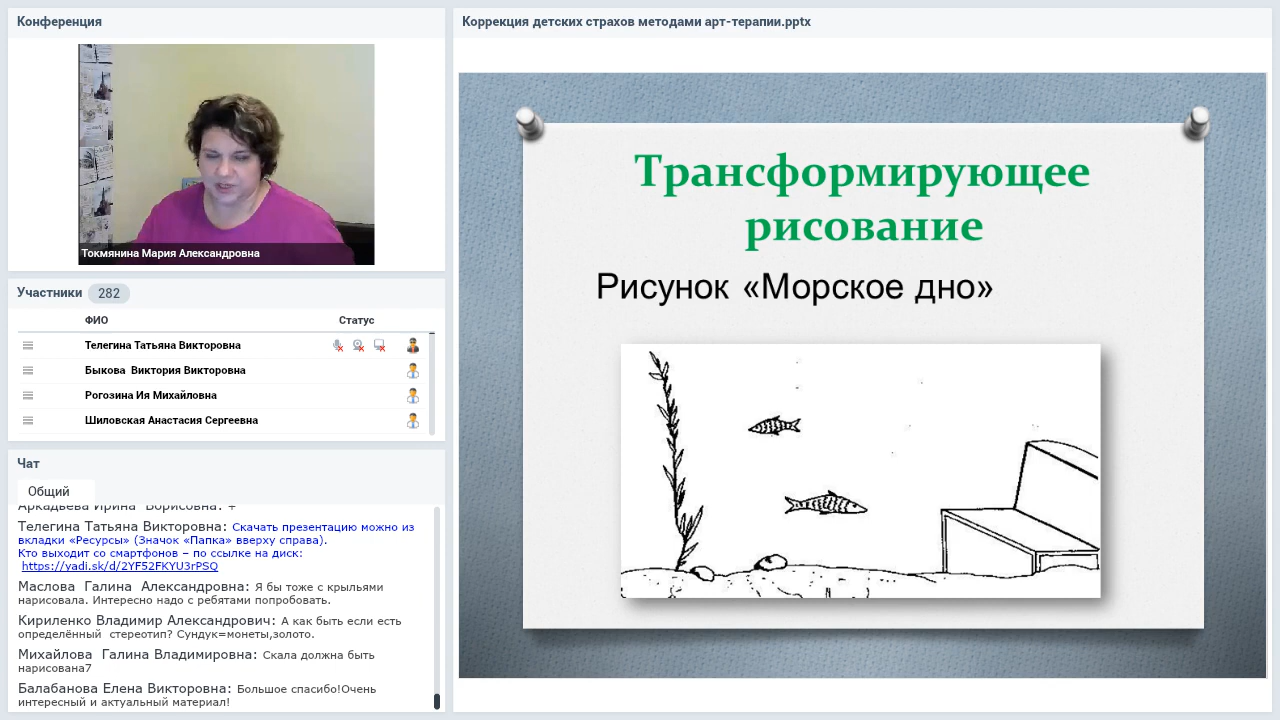 Конференция
Токмянина Мария Александровна
Участники 282
ФИО Статус
Телегина Татьяна Викторовна
Быкова Виктория Викторовна
Рогозина Ия Михайловна
Шиловская Анастасия Сергеевна
Чат
Общий
Аркадьева Ирина Борисовна: +
Телегина Татьяна Викторовна: Скачать презентацию можно из
вкладки «Ресурсы» (Значок «Папка» вверху справа).
Кто выходит со смартфонов – по ссылке на диск:
https://yadi.sk/d/2YF52FKYU3rPSQ
Маслова Галина Александровна: Я бы тоже с крыльями
нарисовала. Интересно надо с ребятами попробовать.
Кириленко Владимир Александрович: А как быть если есть
определённый стереотип? Сундук=монеты,золото.
Михайлова Галина Владимировна: Скала должна быть
нарисована7
Балабанова Елена Викторовна: Большое спасибо!Очень
интересный и актуальный материал!
Коррекция детских страхов методами арт-терапии.pptx
Трансформирующее
рисование
Рисунок «Морское дно»